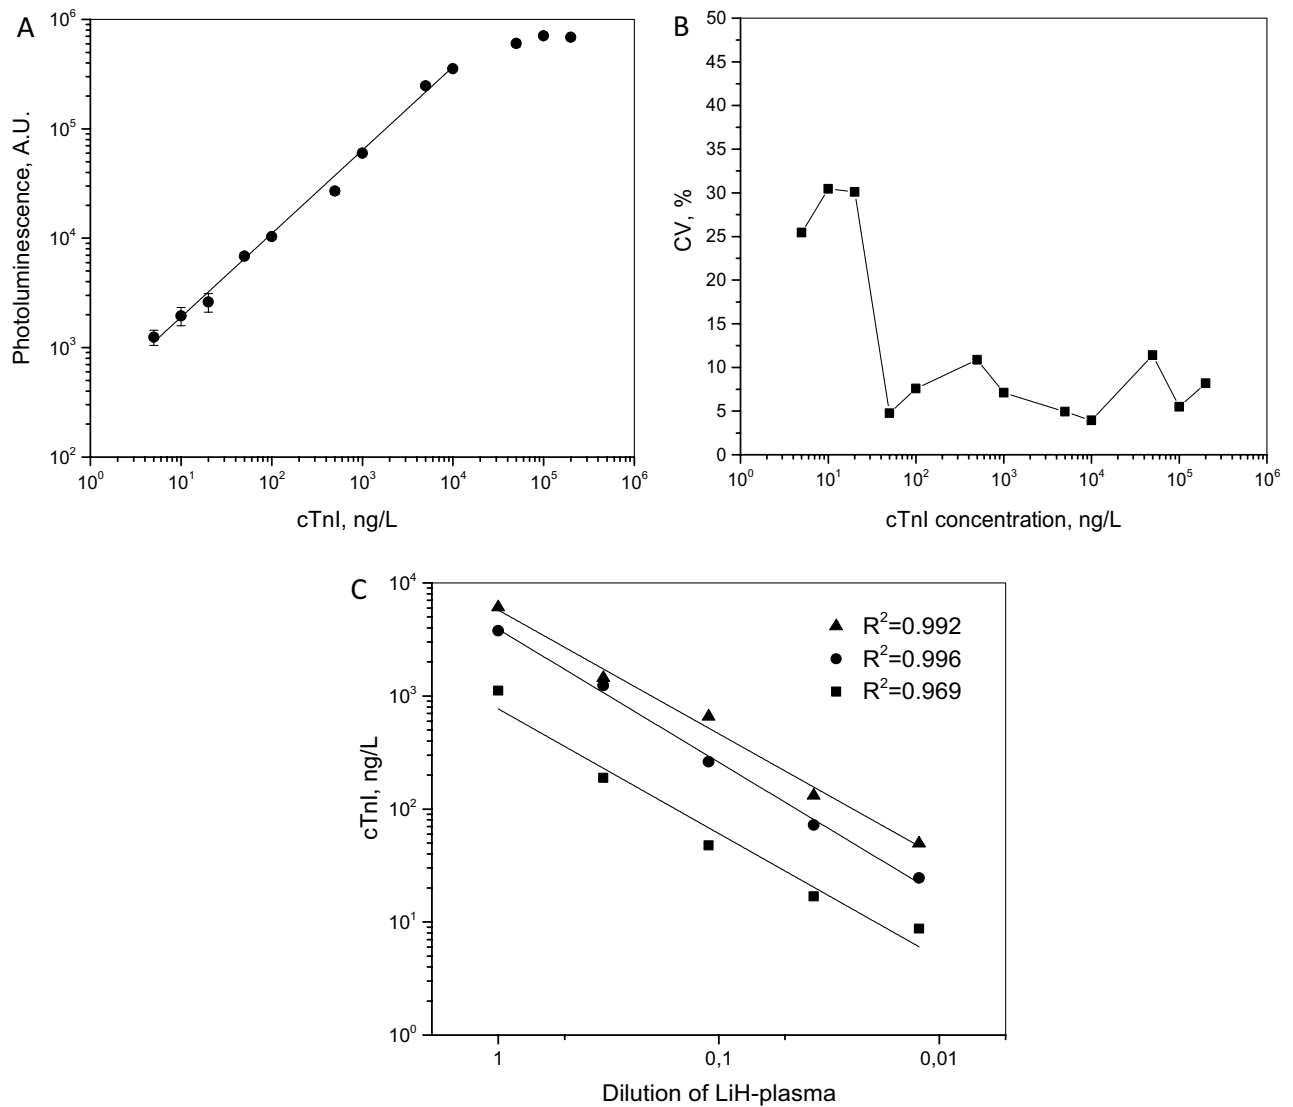 A
10^6
10^5
10^4
10^3
10^2
Photoluminescence, A.U.
10^0 10^1 10^2 10^3 10^4 10^5 10^6
cTnI, ng/L
B
50
45
40
35
30
25
20
15
10
5
0
CV, %
10^0 10^1 10^2 10^3 10^4 10^5 10^6
cTnI concentration, ng/L
C
10^4
10^3
10^2
10^1
10^0
cTnI, ng/L
R^2=0.992
R^2=0.996
R^2=0.969
1 0,1 0,01
Dilution of LiH-plasma